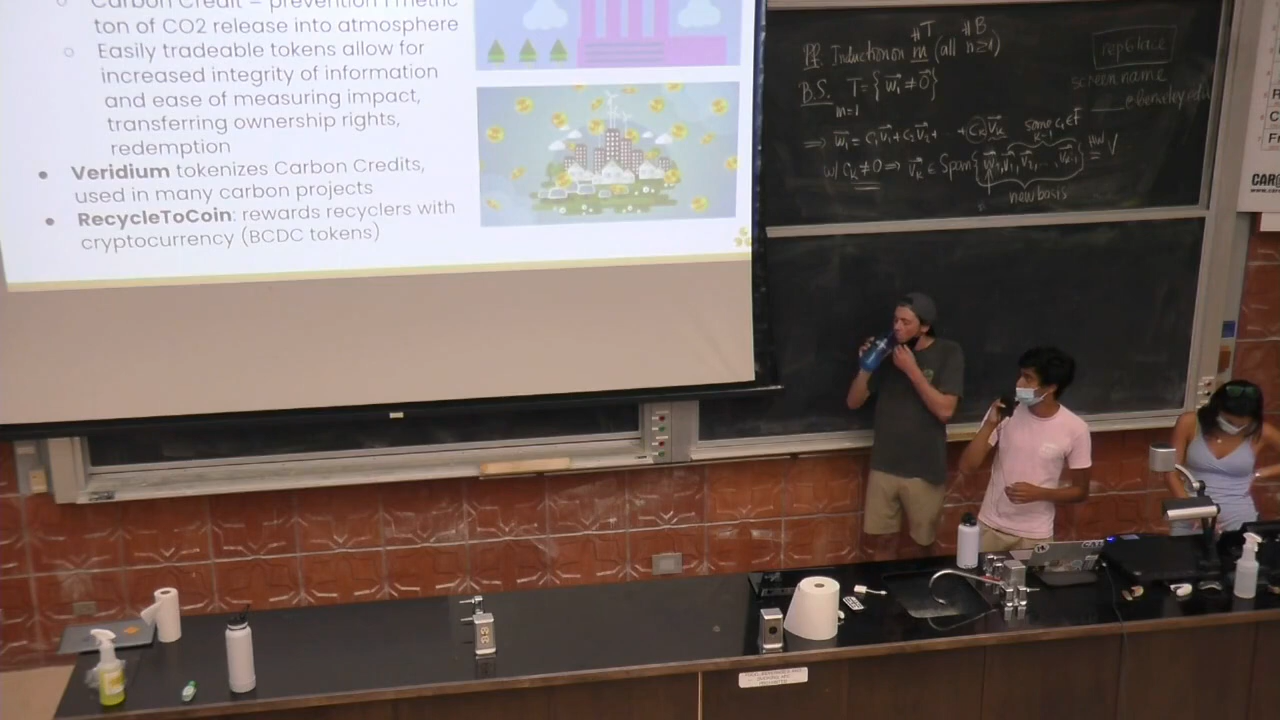 Carbon Credit = prevention 1 metric
ton of CO2 release into atmosphere
Easily tradeable tokens allow for
increased integrity of information
and ease of measuring impact,
transferring ownership rights,
redemption
Veridium tokenizes Carbon Credits,
used in many carbon projects
RecycleToCoin: rewards recyclers with
cryptocurrency (BCDC tokens)
#T #B
Pf. Induction on m (all n≥1)
B.S. T = {w₁ ≠ 0}
m=1
⇒ w₁ = c₁v₁ + c₂v₂ + ... + cₖvₖ some cᵢ∈F
w/ cₖ ≠ 0 ⇒ vₖ ∈ Span{w₁, v₁, v₂, ... vₖ₋₁} = V
HW
new basis
screen name
@berkeley.edu